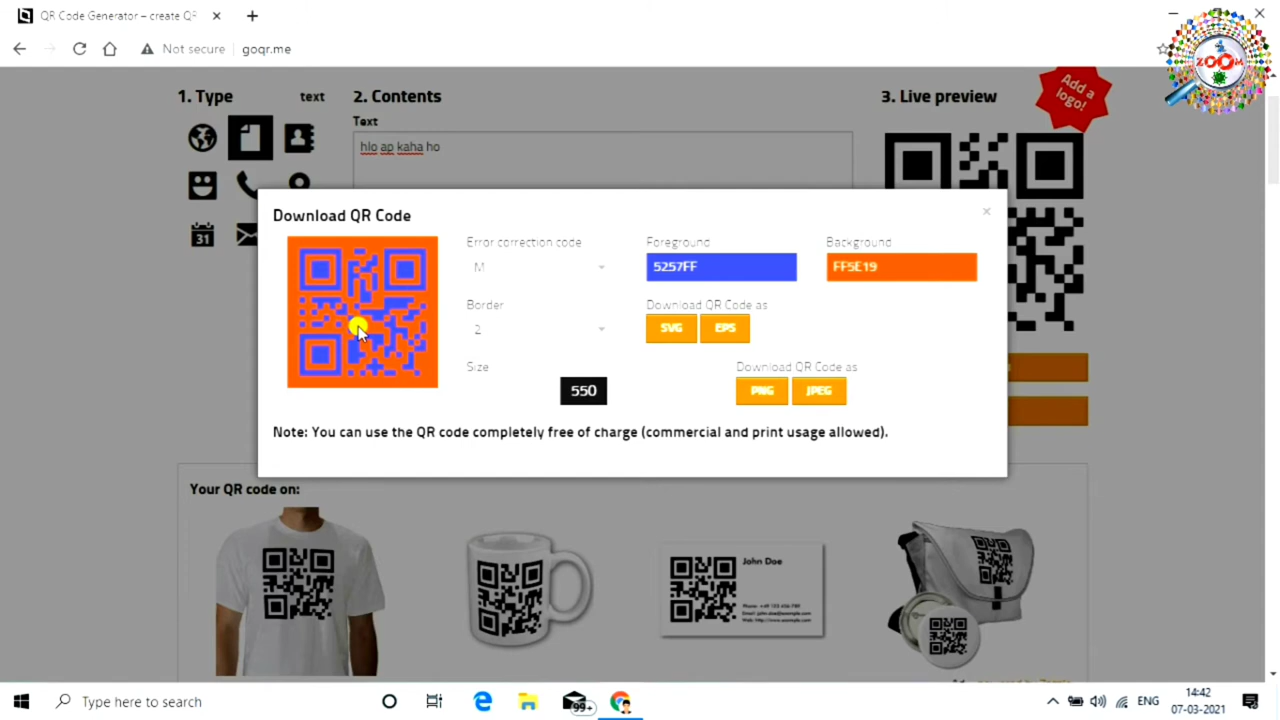 QR Code Generator – create QR
Not secure
goqr.me
ZOOM
1. Type
text
2. Contents
3. Live preview
Add a
logo!
Text
hlo ap kaha ho
31
Download QR Code
×
Error correction code
Foreground
Background
M
5257FF
FF5E19
Border
Download QR Code as
2
SVG
EPS
Size
Download QR Code as
550
PNG
JPEG
Note: You can use the QR code completely free of charge (commercial and print usage allowed).
Your QR code on:
John Doe
Type here to search
99+
ENG
14:42
07-03-2021